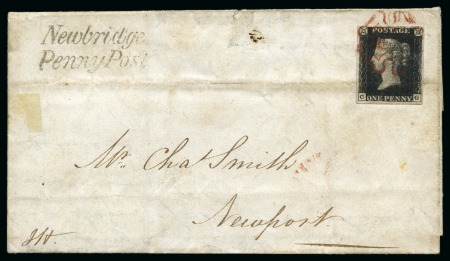 Newbridge
Penny Post
POSTAGE
ONE PENNY
Mr. Chas Smith
Newport.